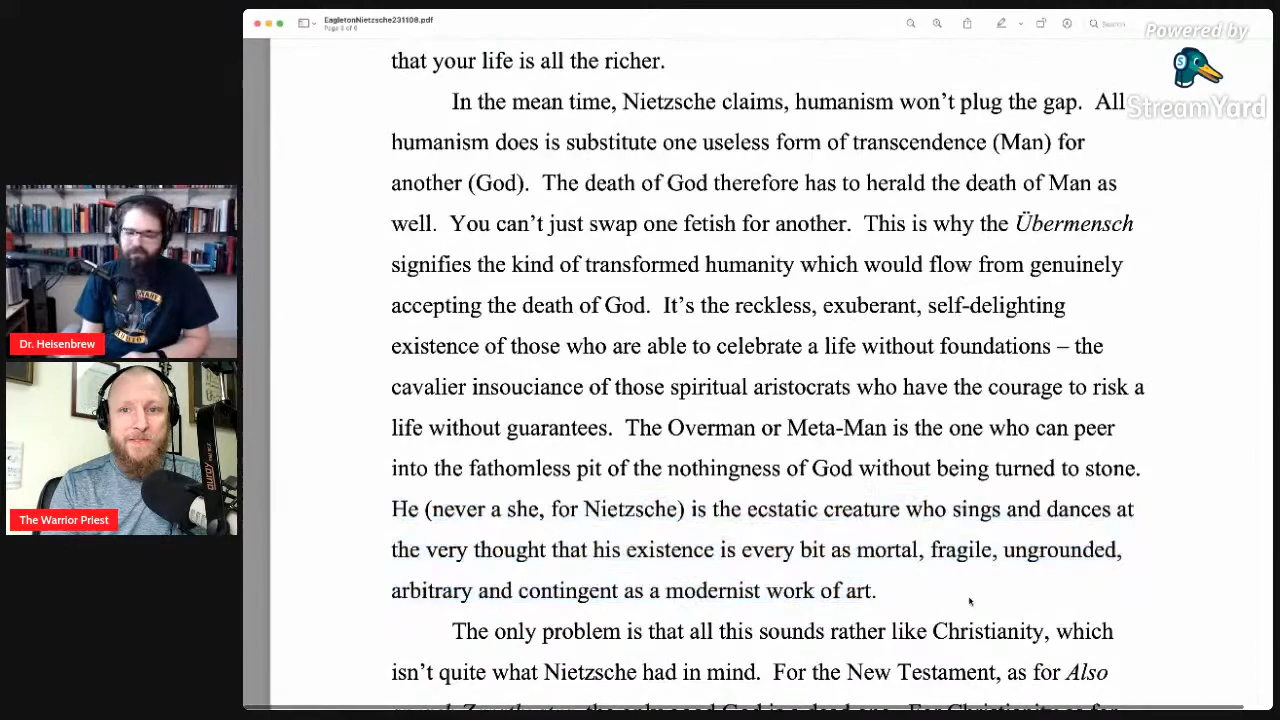 EagletonNietzsche231108.pdf
Page 5 of 6
Search
Powered by
StreamYard
that your life is all the richer.
In the mean time, Nietzsche claims, humanism won’t plug the gap. All
humanism does is substitute one useless form of transcendence (Man) for
another (God). The death of God therefore has to herald the death of Man as
well. You can’t just swap one fetish for another. This is why the Übermensch
signifies the kind of transformed humanity which would flow from genuinely
accepting the death of God. It’s the reckless, exuberant, self-delighting
existence of those who are able to celebrate a life without foundations – the
cavalier insouciance of those spiritual aristocrats who have the courage to risk a
life without guarantees. The Overman or Meta-Man is the one who can peer
into the fathomless pit of the nothingness of God without being turned to stone.
He (never a she, for Nietzsche) is the ecstatic creature who sings and dances at
the very thought that his existence is every bit as mortal, fragile, ungrounded,
arbitrary and contingent as a modernist work of art.
The only problem is that all this sounds rather like Christianity, which
isn’t quite what Nietzsche had in mind. For the New Testament, as for Also
Dr. Heisenbrew
The Warrior Priest